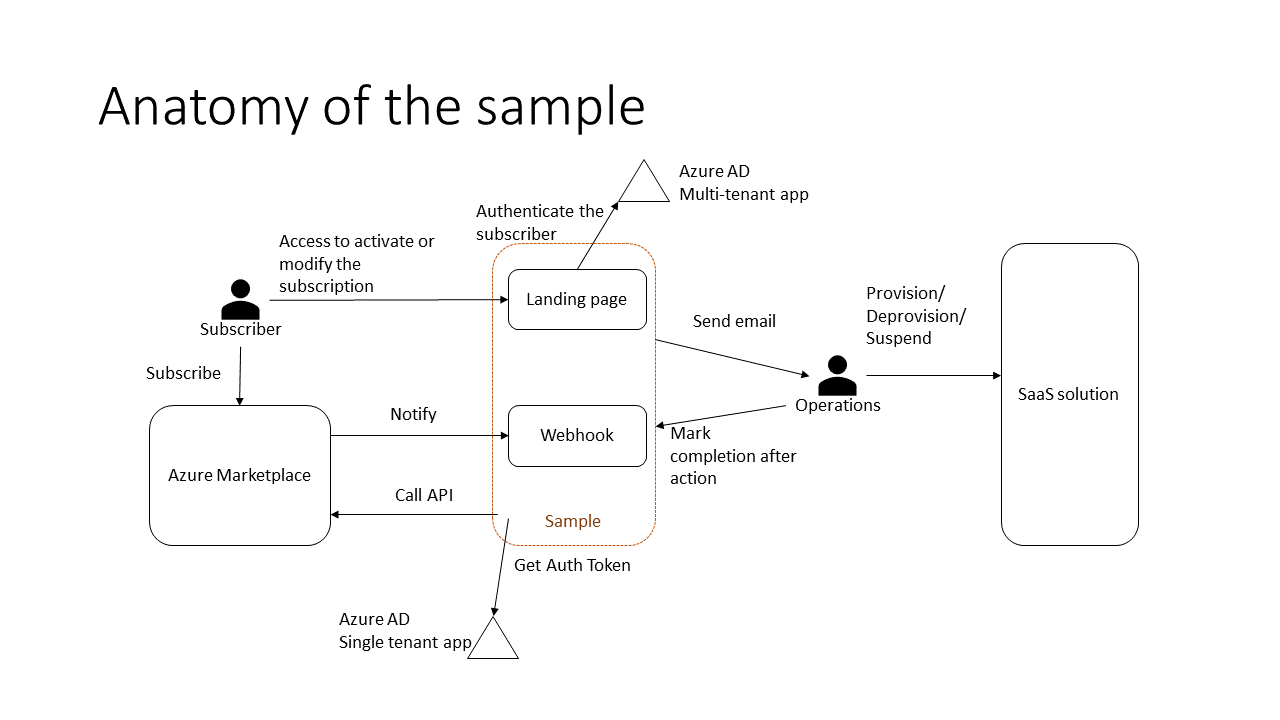 Anatomy of the sample
Azure AD
Multi-tenant app
Authenticate the
subscriber
Access to activate or
modify the
subscription
Landing page
Subscriber
Subscribe
Send email
Provision/
Deprovision/
Suspend
Operations
SaaS solution
Notify
Webhook
Mark
completion after
action
Azure Marketplace
Call API
Sample
Get Auth Token
Azure AD
Single tenant app